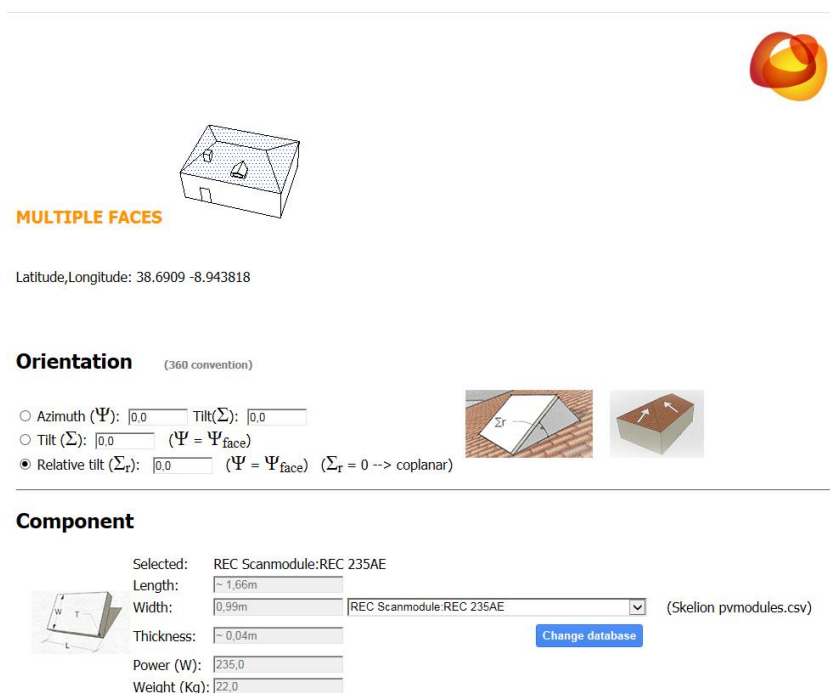 MULTIPLE FACES
Latitude,Longitude: 38.6909 -8.943818
Orientation (360 convention)
Azimuth (Ψ): 0,0 Tilt(Σ): 0,0
Tilt (Σ): 0,0 (Ψ = Ψface)
Σr
Relative tilt (Σr): 0,0 (Ψ = Ψface) (Σr = 0 --> coplanar)
Component
Selected: REC Scanmodule:REC 235AE
Length: ~ 1,66m
W T L
Width: 0,99m REC Scanmodule:REC 235AE (Skelion pvmodules.csv)
Thickness: ~ 0,04m Change database
Power (W): 235,0
Weight (Kg): 22,0